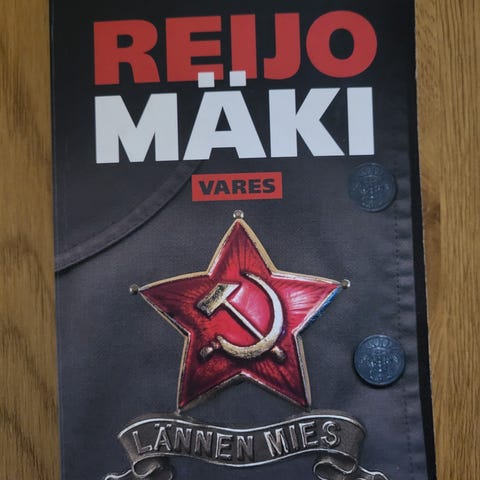 REIJO
MÄKI
VARES
LÄNNEN MIES